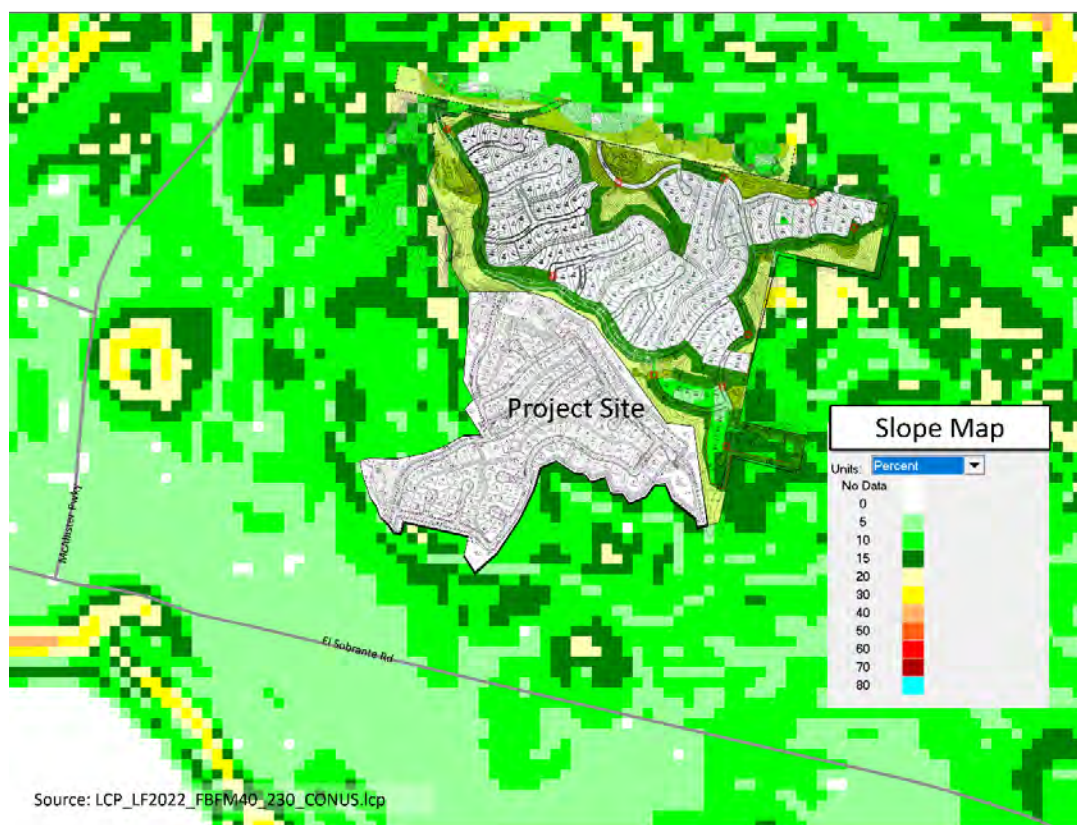 Project Site
McAllister Pwky
El Sobrante Rd
Slope Map
Units: Percent
No Data
0
5
10
15
20
30
40
50
60
70
80
Source: LCP_LF2022_FBFM40_230_CONUS.lcp